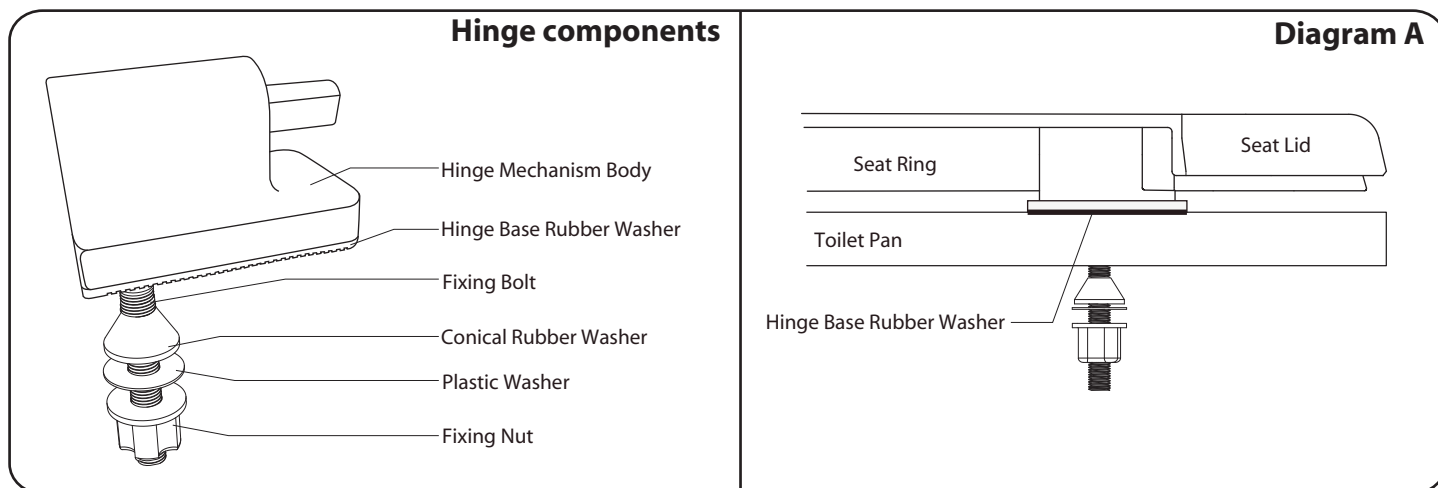 Hinge components
Hinge Mechanism Body
Hinge Base Rubber Washer
Fixing Bolt
Conical Rubber Washer
Plastic Washer
Fixing Nut
Diagram A
Seat Lid
Seat Ring
Toilet Pan
Hinge Base Rubber Washer